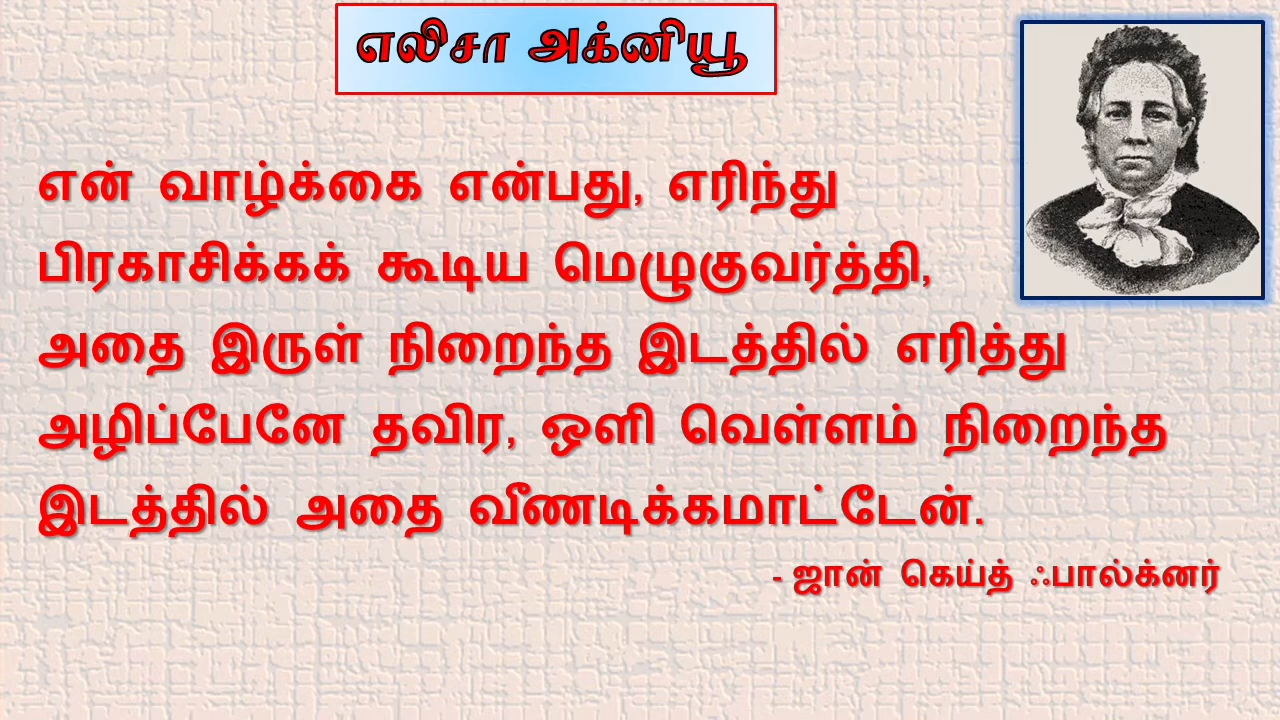 எலிசா அக்னியூ
என் வாழ்க்கை என்பது, எரிந்து
பிரகாசிக்கக் கூடிய மெழுகுவர்த்தி,
அதை இருள் நிறைந்த இடத்தில் எரித்து
அழிப்பேனே தவிர, ஒளி வெள்ளம் நிறைந்த
இடத்தில் அதை வீணடிக்கமாட்டேன்.
- ஜான் கெய்த் ஃபால்க்னர்